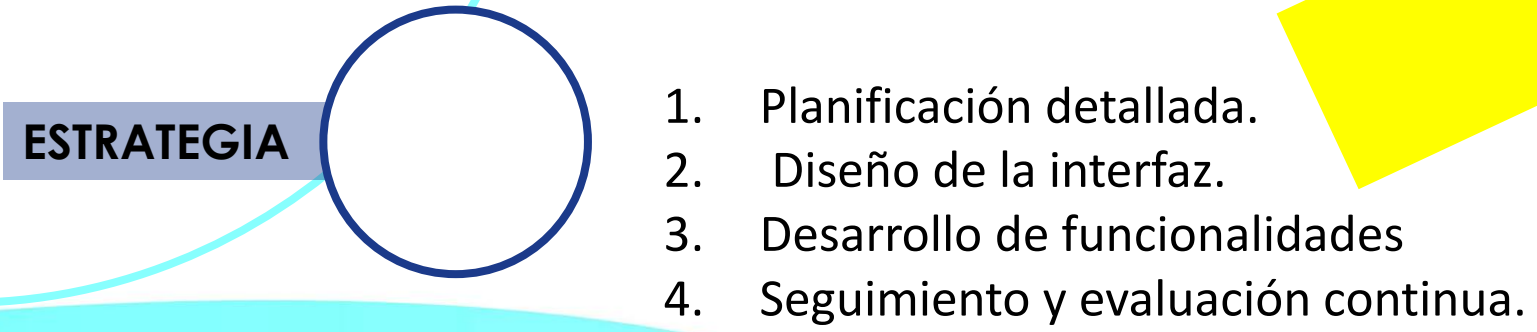 ESTRATEGIA
1. Planificación detallada.
2. Diseño de la interfaz.
3. Desarrollo de funcionalidades
4. Seguimiento y evaluación continua.